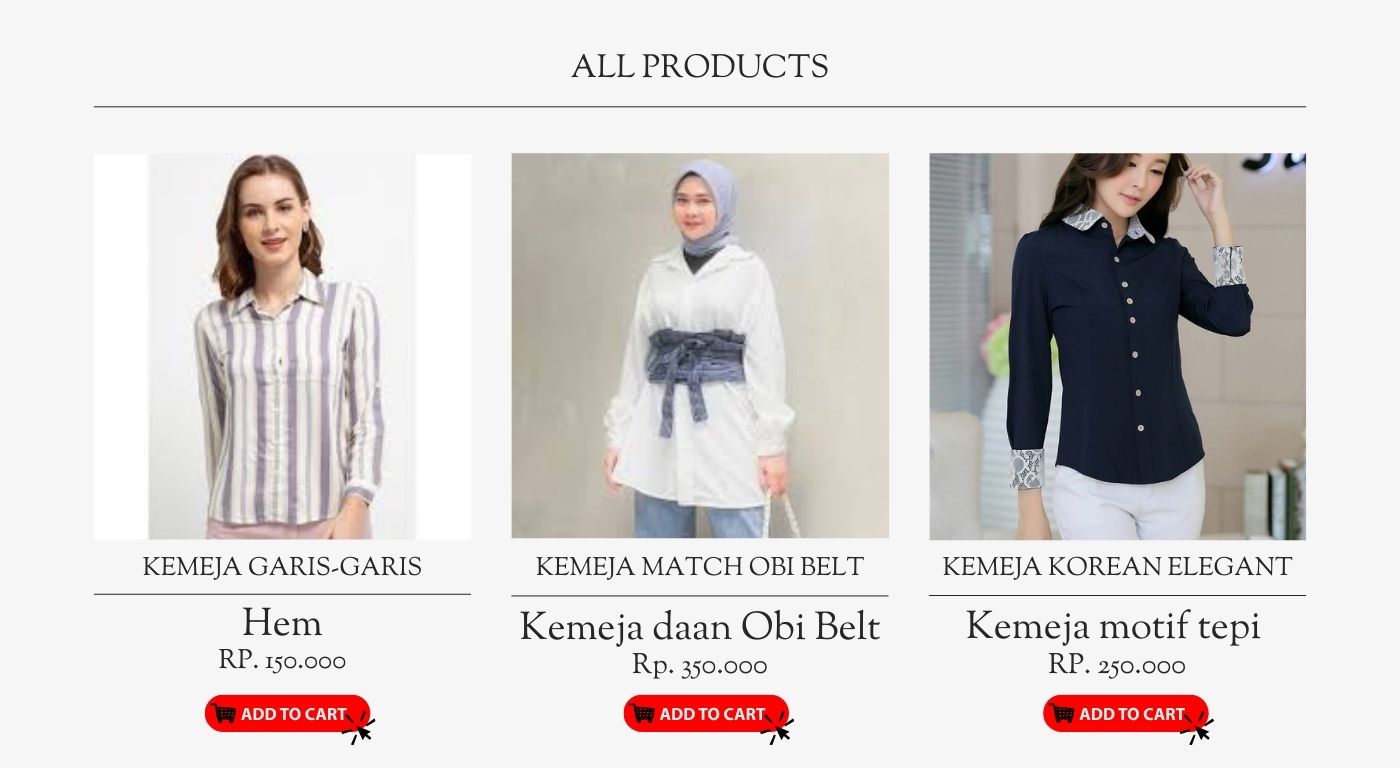 ALL PRODUCTS
KEMEJA GARIS-GARIS
Hem
RP. 150.000
ADD TO CART
KEMEJA MATCH OBI BELT
Kemeja daan Obi Belt
Rp. 350.000
ADD TO CART
KEMEJA KOREAN ELEGANT
Kemeja motif tepi
RP. 250.000
ADD TO CART